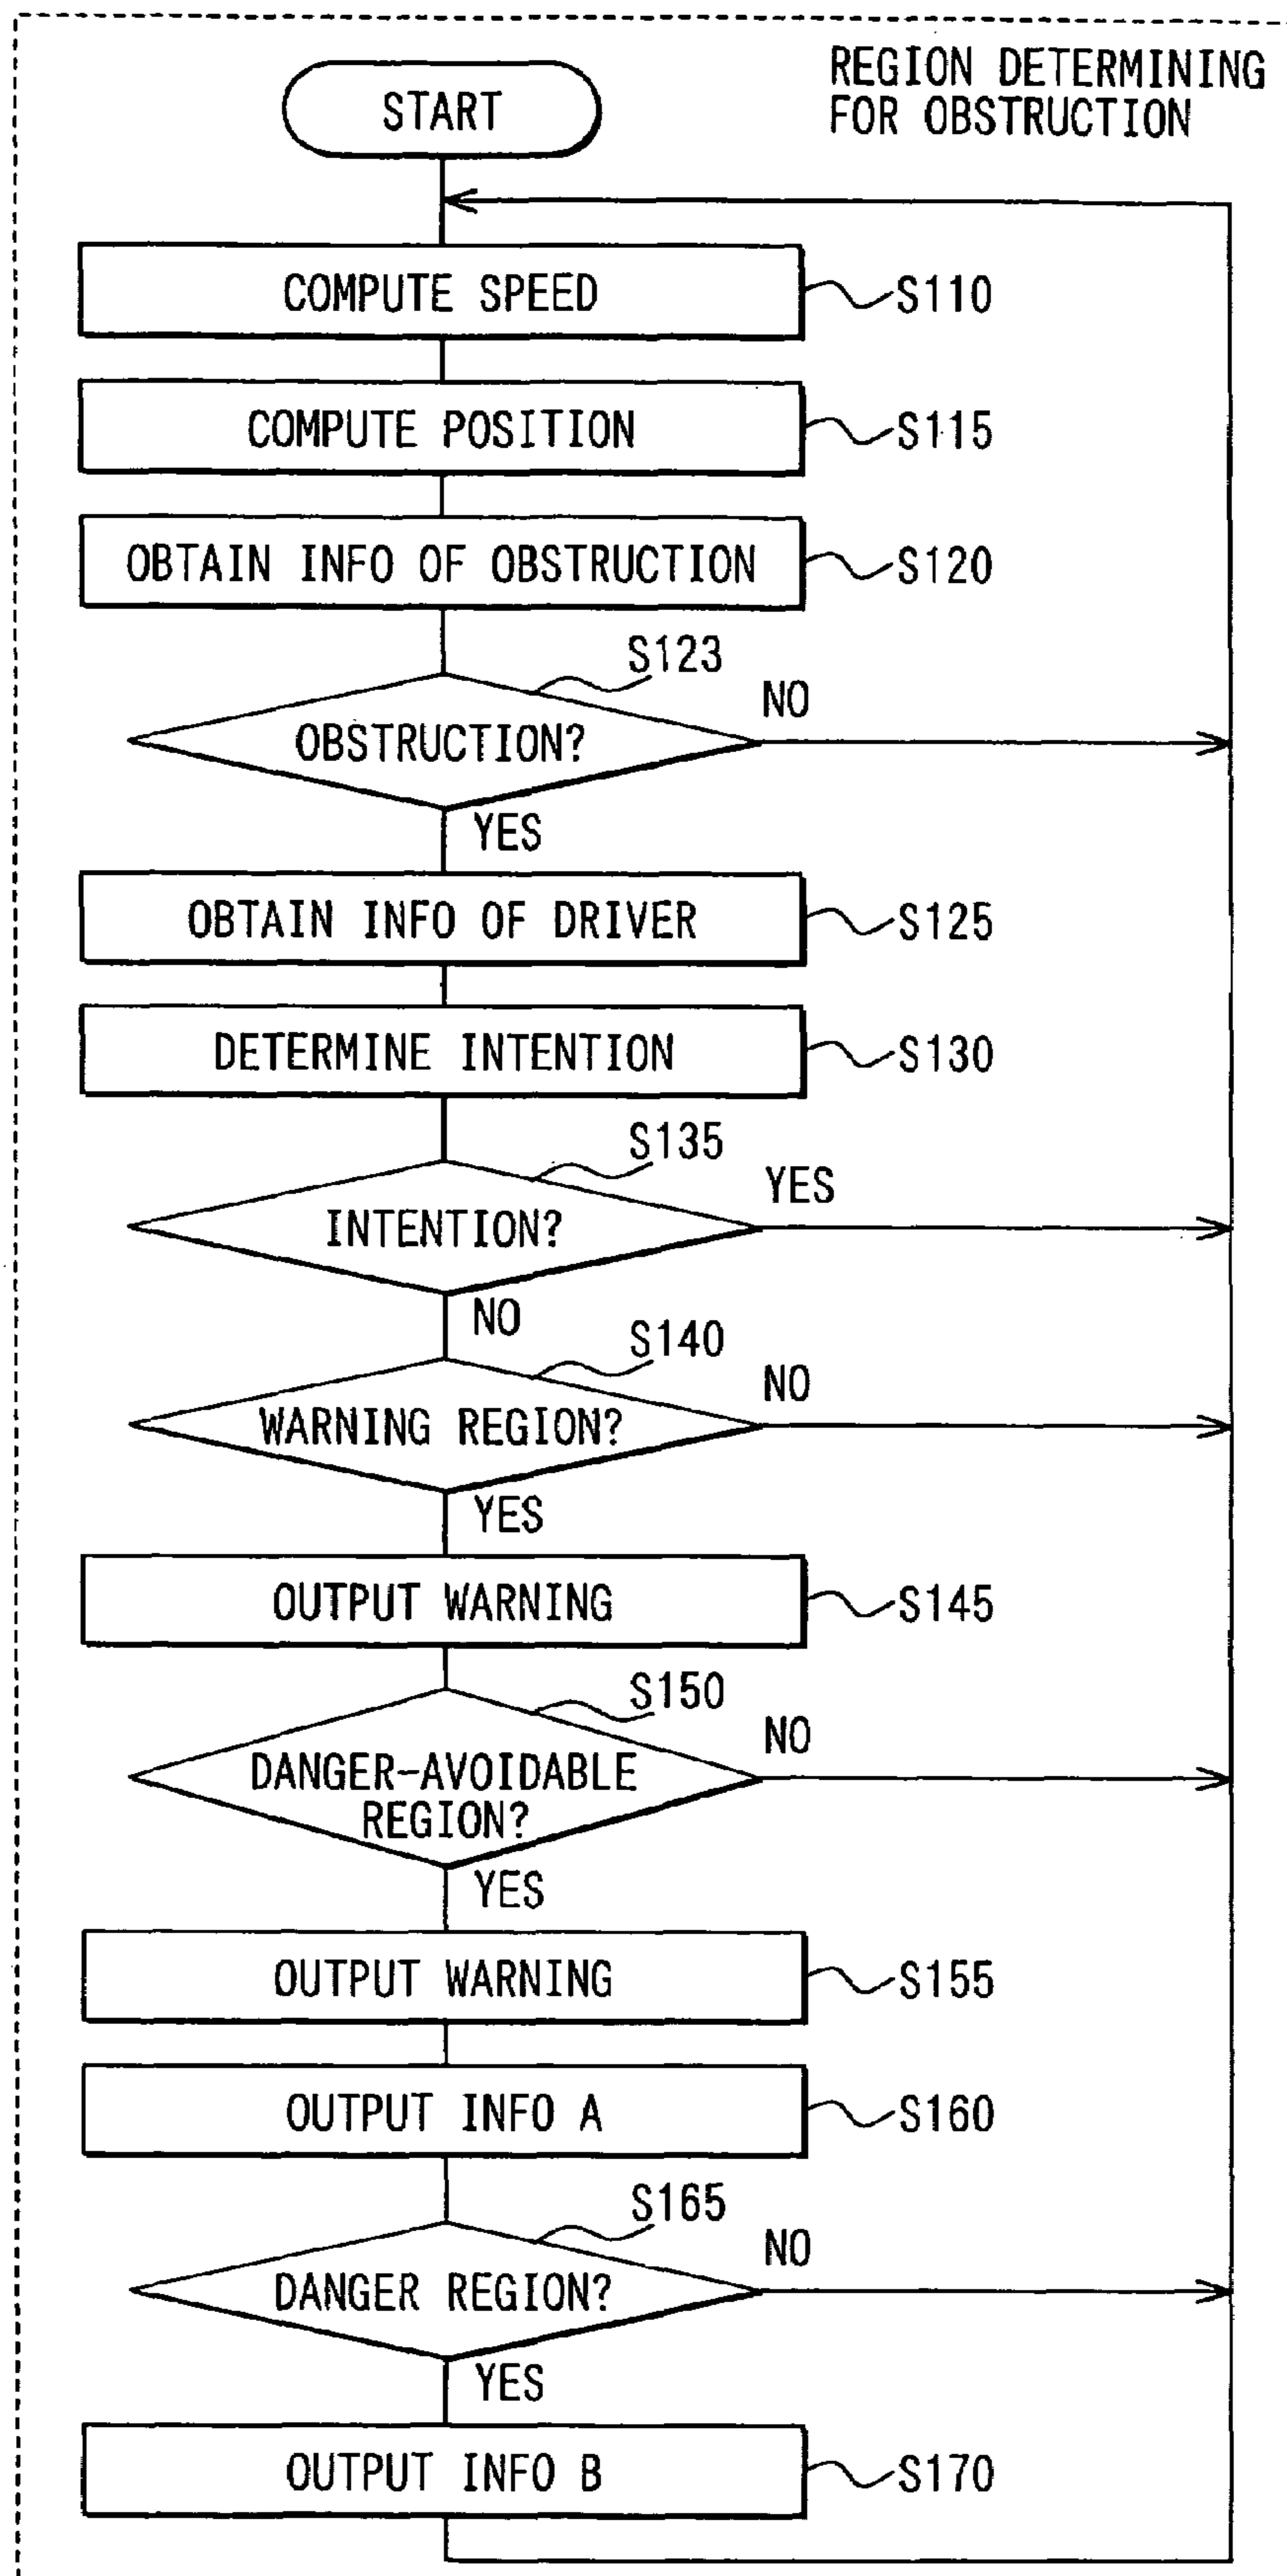 REGION DETERMINING
FOR OBSTRUCTION
START
COMPUTE SPEED
S110
COMPUTE POSITION
S115
OBTAIN INFO OF OBSTRUCTION
S120
S123
NO
OBSTRUCTION?
YES
OBTAIN INFO OF DRIVER
S125
DETERMINE INTENTION
S130
S135
YES
INTENTION?
NO
S140
NO
WARNING REGION?
YES
OUTPUT WARNING
S145
S150
NO
DANGER-AVOIDABLE
REGION?
YES
OUTPUT WARNING
S155
OUTPUT INFO A
S160
S165
NO
DANGER REGION?
YES
OUTPUT INFO B
S170